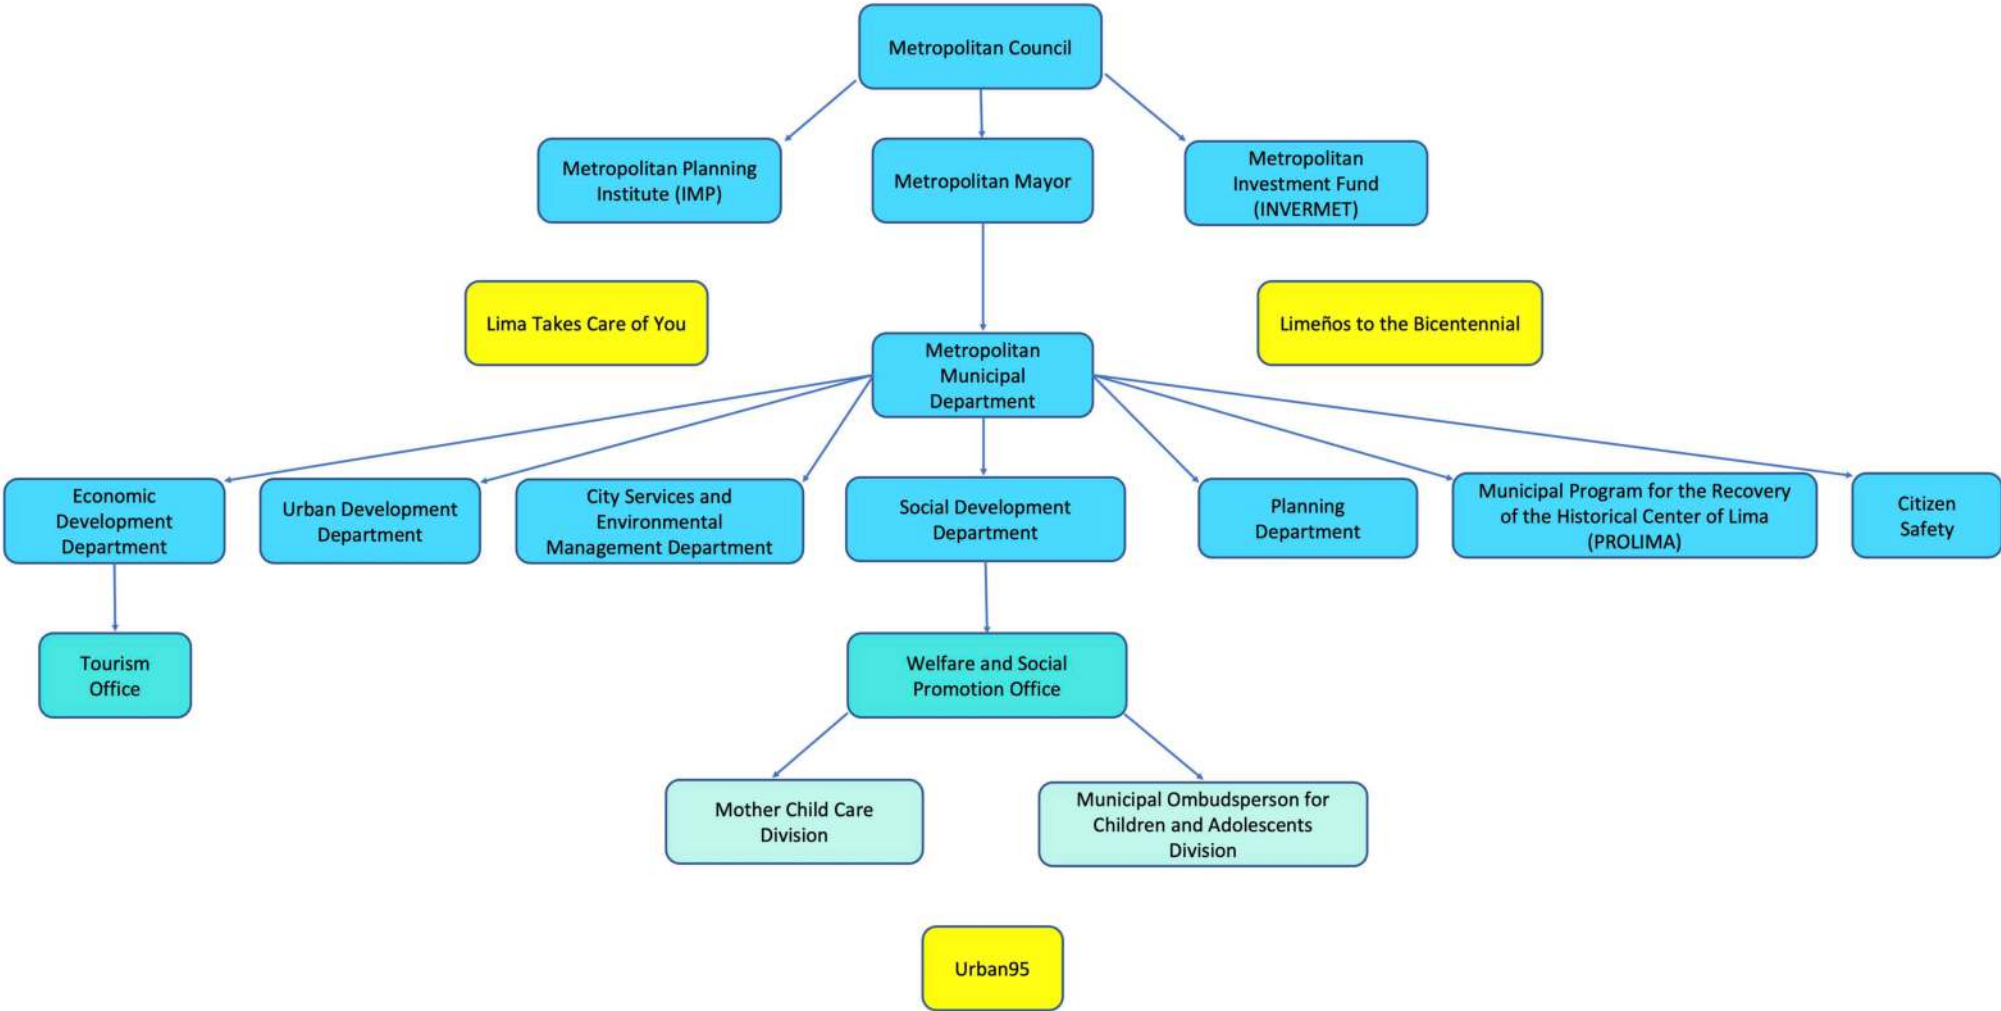 Metropolitan Council
Metropolitan Planning
Institute (IMP)
Metropolitan Mayor
Metropolitan
Investment Fund
(INVERMET)
Lima Takes Care of You
Limeños to the Bicentennial
Metropolitan
Municipal
Department
Economic
Development
Department
Urban Development
Department
City Services and
Environmental
Management Department
Social Development
Department
Planning
Department
Municipal Program for the Recovery
of the Historical Center of Lima
(PROLIMA)
Citizen
Safety
Tourism
Office
Welfare and Social
Promotion Office
Mother Child Care
Division
Municipal Ombudsperson for
Children and Adolescents
Division
Urban95